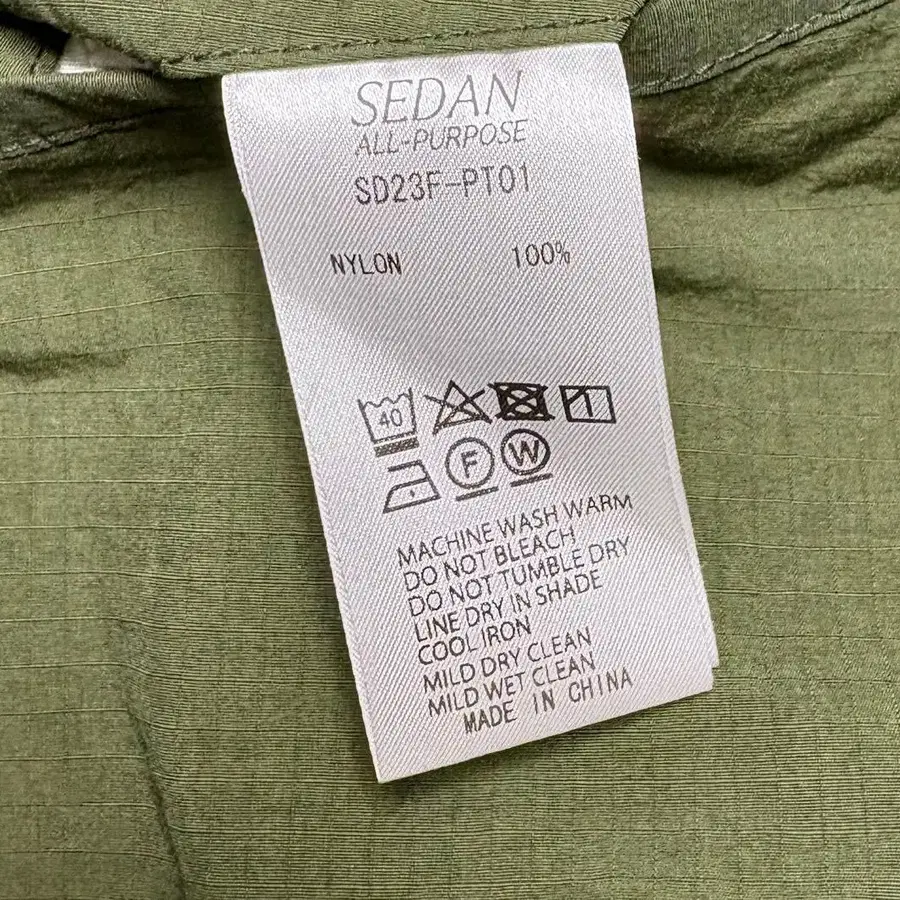 SEDAN
ALL-PURPOSE
SD23F-PT01
NYLON 100%
40
F W
MACHINE WASH WARM
DO NOT BLEACH
DO NOT TUMBLE DRY
LINE DRY IN SHADE
COOL IRON
MILD DRY CLEAN
MILD WET CLEAN
MADE IN CHINA